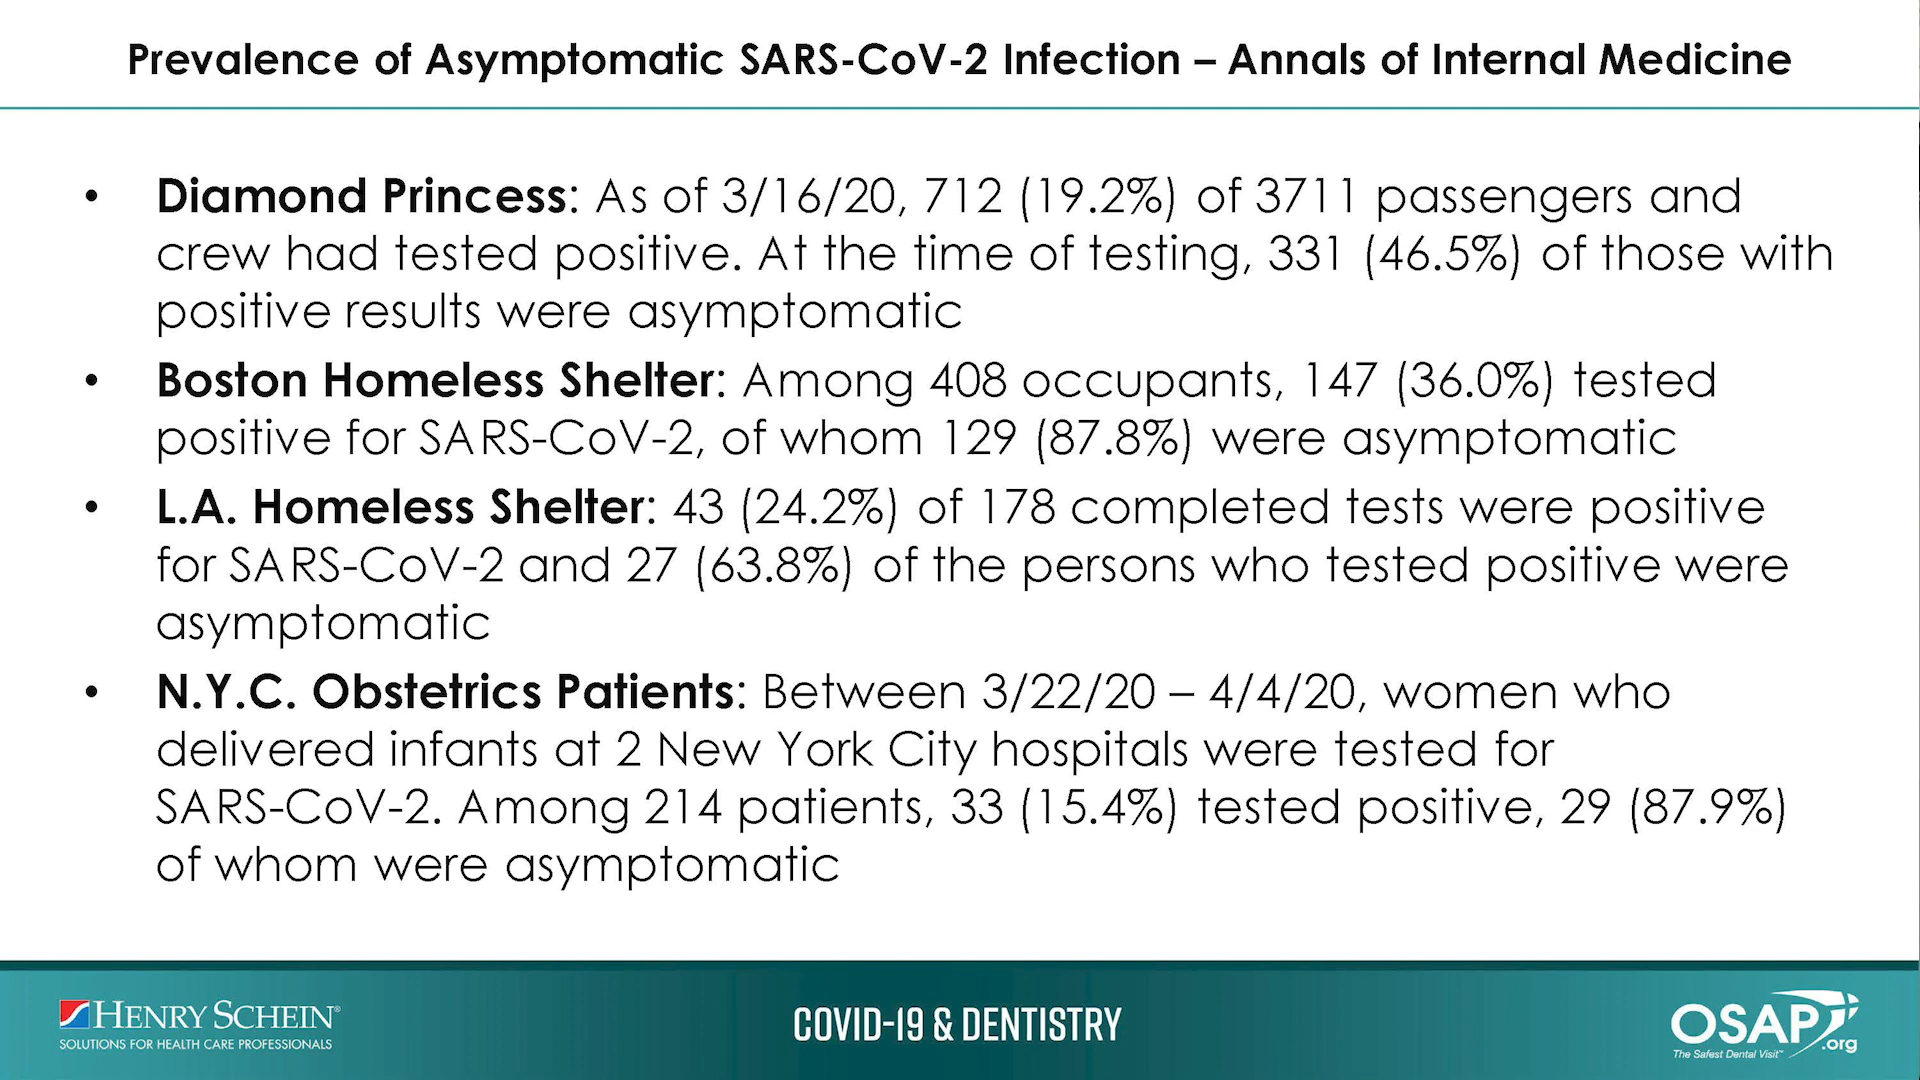 Prevalence of Asymptomatic SARS-CoV-2 Infection – Annals of Internal Medicine
• Diamond Princess: As of 3/16/20, 712 (19.2%) of 3711 passengers and
crew had tested positive. At the time of testing, 331 (46.5%) of those with
positive results were asymptomatic
• Boston Homeless Shelter: Among 408 occupants, 147 (36.0%) tested
positive for SARS-CoV-2, of whom 129 (87.8%) were asymptomatic
• L.A. Homeless Shelter: 43 (24.2%) of 178 completed tests were positive
for SARS-CoV-2 and 27 (63.8%) of the persons who tested positive were
asymptomatic
• N.Y.C. Obstetrics Patients: Between 3/22/20 – 4/4/20, women who
delivered infants at 2 New York City hospitals were tested for
SARS-CoV-2. Among 214 patients, 33 (15.4%) tested positive, 29 (87.9%)
of whom were asymptomatic
HENRY SCHEIN®
SOLUTIONS FOR HEALTH CARE PROFESSIONALS
COVID-19 & DENTISTRY
OSAP
.org
The Safest Dental Visit™